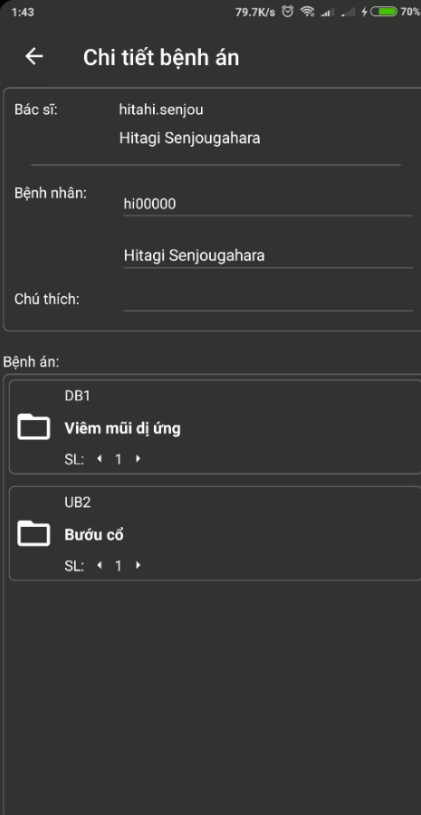 1:43 79.7K/s 70%
Chi tiết bệnh án
Bác sĩ: hitahi.senjou
Hitagi Senjougahara
Bệnh nhân: hi00000
Hitagi Senjougahara
Chú thích:
Bệnh án:
DB1
Viêm mũi dị ứng
SL: 1
UB2
Bướu cổ
SL: 1